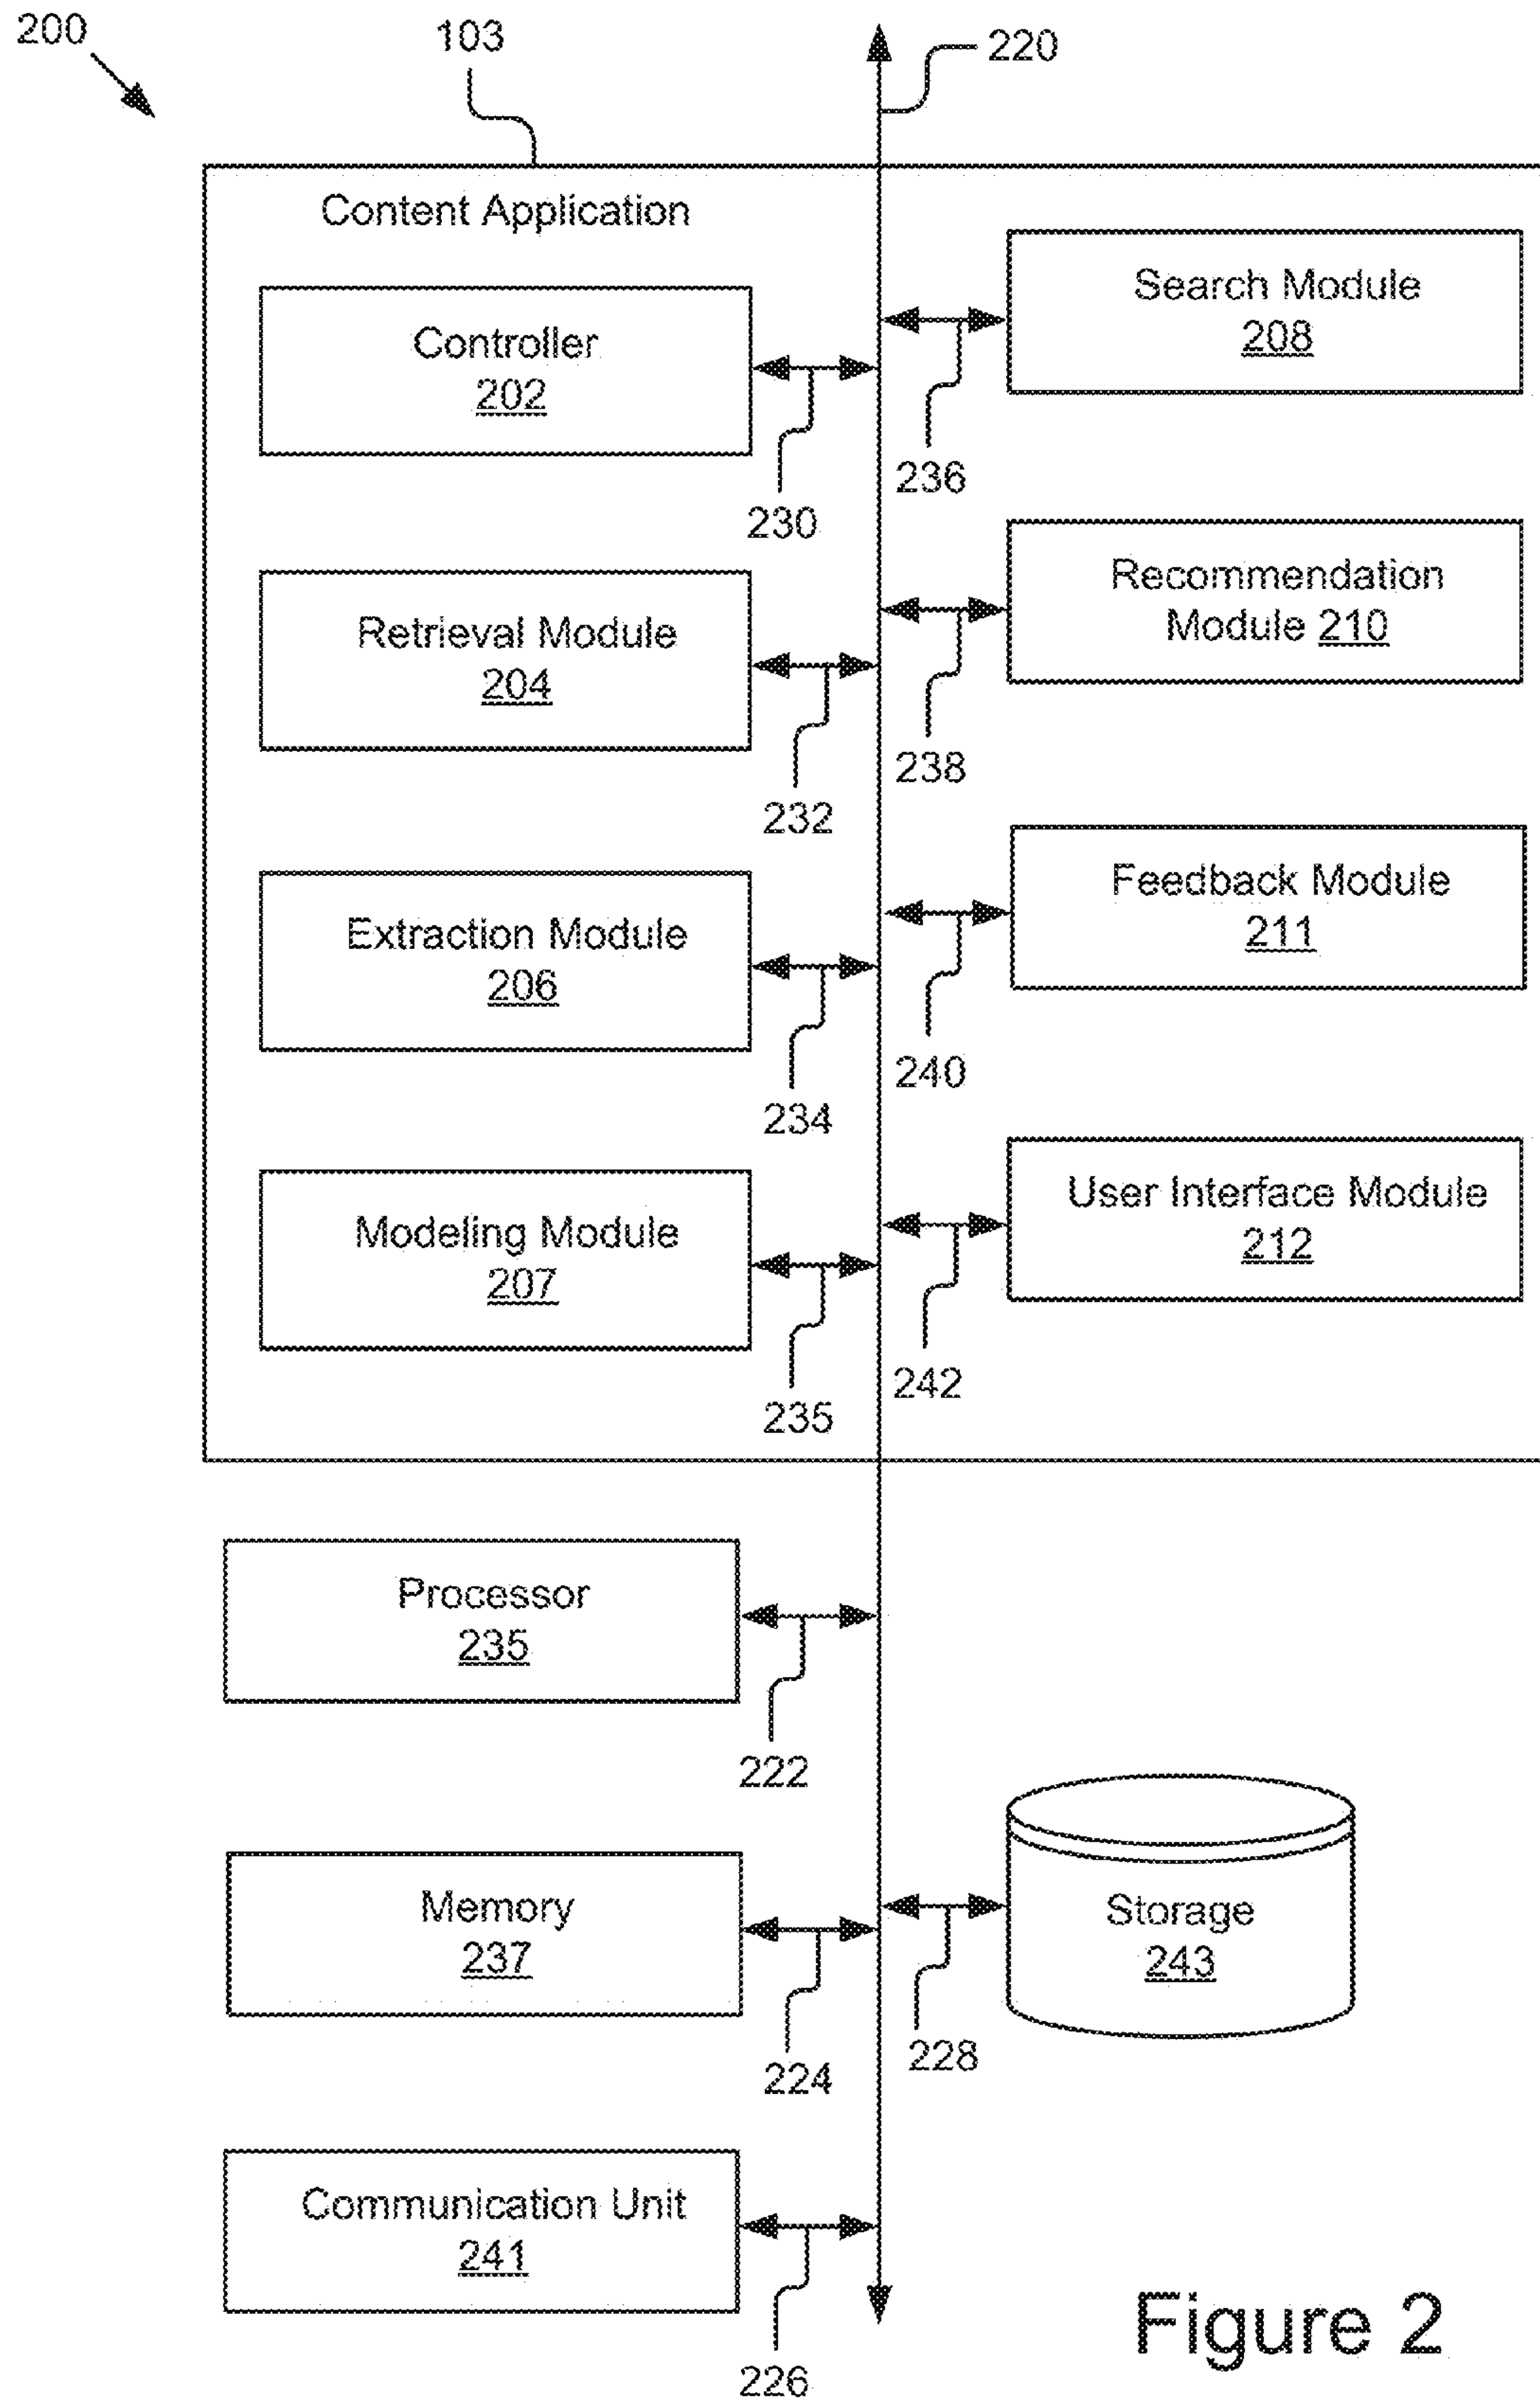 200
103
220
Content Application
Controller
202
230
Search Module
208
236
Retrieval Module
204
232
Recommendation
Module 210
238
Extraction Module
206
234
Feedback Module
211
240
Modeling Module
207
235
User Interface Module
212
242
Processor
235
222
Memory
237
224
Storage
243
228
Communication Unit
241
226
Figure 2